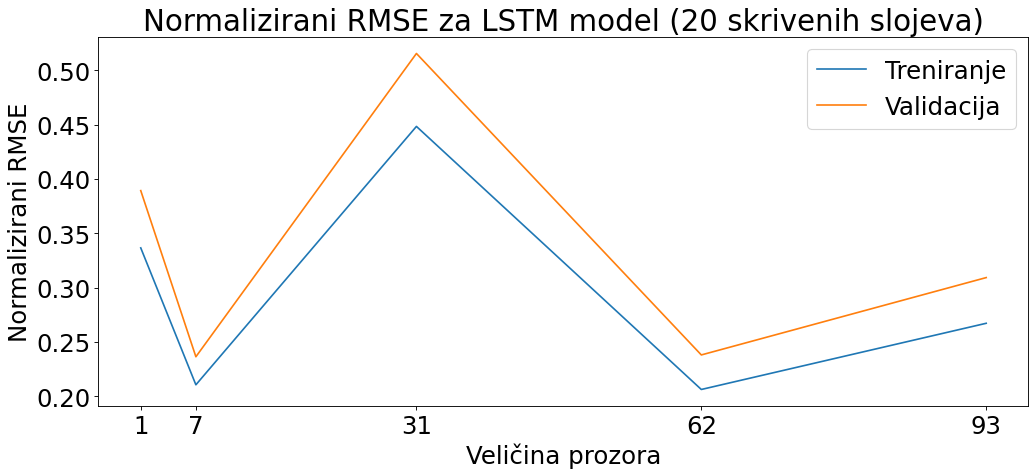 Normalizirani RMSE za LSTM model (20 skrivenih slojeva)
Treniranje
Validacija
Normalizirani RMSE
0.50
0.45
0.40
0.35
0.30
0.25
0.20
1 7 31 62 93
Veličina prozora